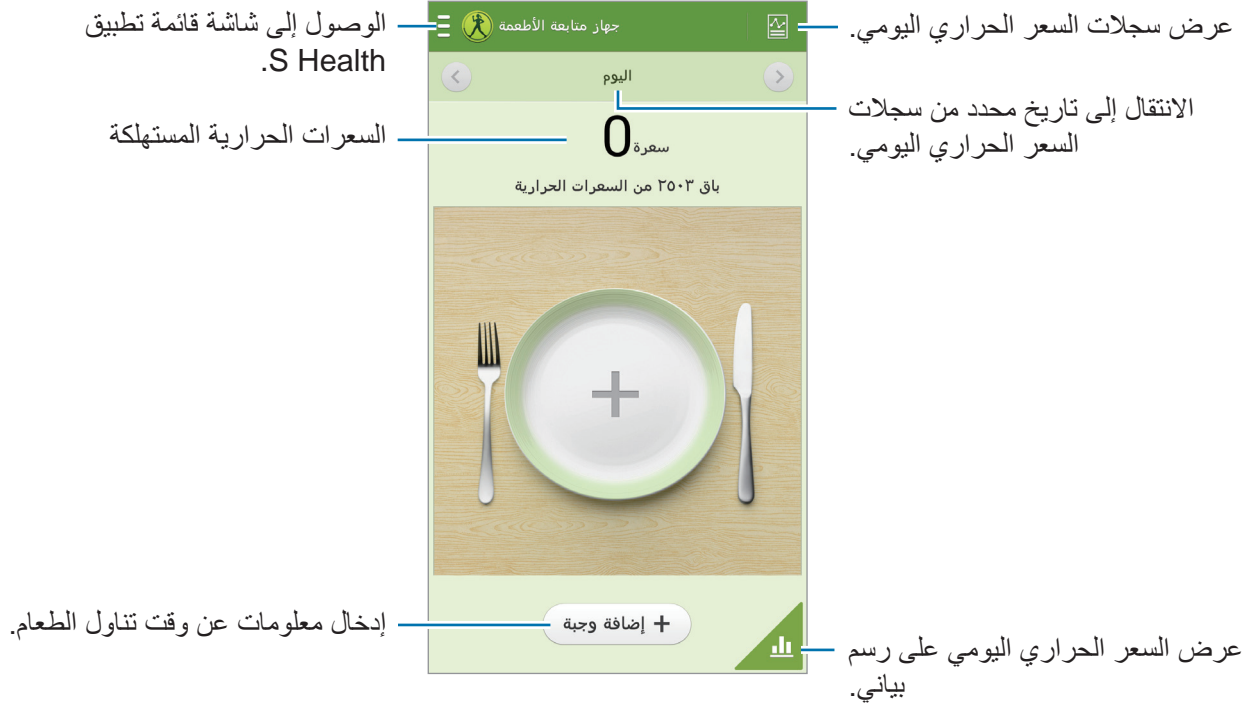 عرض سجلات السعر الحراري اليومي.
جهاز متابعة الأطعمة
الوصول إلى شاشة قائمة تطبيق
S Health.
اليوم
الانتقال إلى تاريخ محدد من سجلات
السعر الحراري اليومي.
0 سعرة
السعرات الحرارية المستهلكة
باق ٢٥٠٣ من السعرات الحرارية
+ إضافة وجبة
إدخال معلومات عن وقت تناول الطعام.
عرض السعر الحراري اليومي على رسم
بياني.